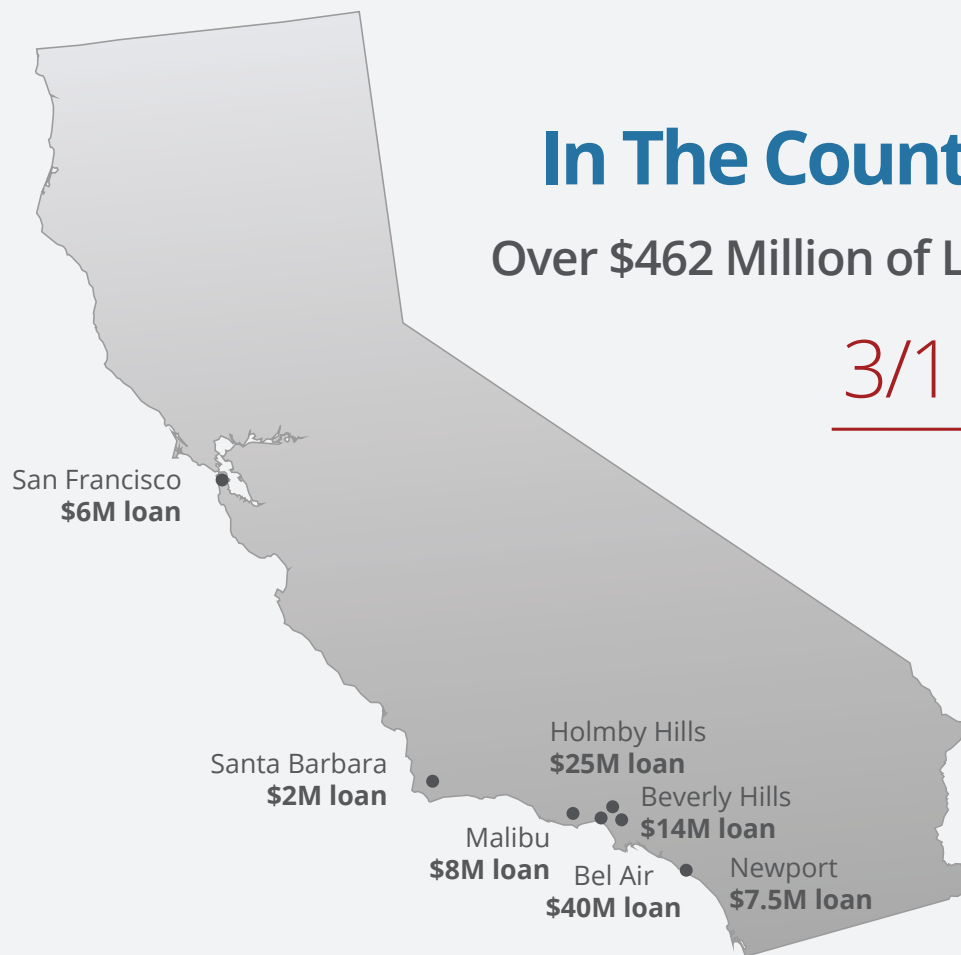 In The Count
Over $462 Million of L
3/1
San Francisco
$6M loan
Holmby Hills
$25M loan
Santa Barbara
$2M loan
Beverly Hills
$14M loan
Malibu
$8M loan
Bel Air
$40M loan
Newport
$7.5M loan